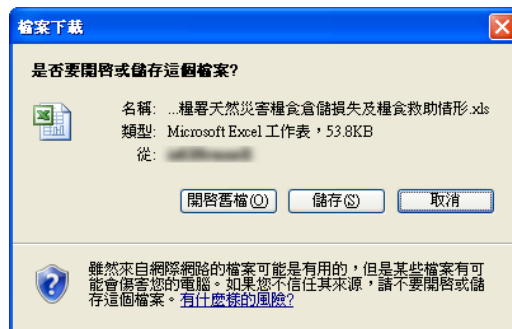 檔案下載
是否要開啟或儲存這個檔案?
名稱: ...糧署天然災害糧食倉儲損失及糧食救助情形.xls
類型: Microsoft Excel 工作表，53.8KB
從:
開啟舊檔(O) 儲存(S) 取消
雖然來自網際網路的檔案可能是有用的，但是某些檔案有可
能會傷害您的電腦。如果您不信任其來源，請不要開啟或儲
存這個檔案。有什麼樣的風險?